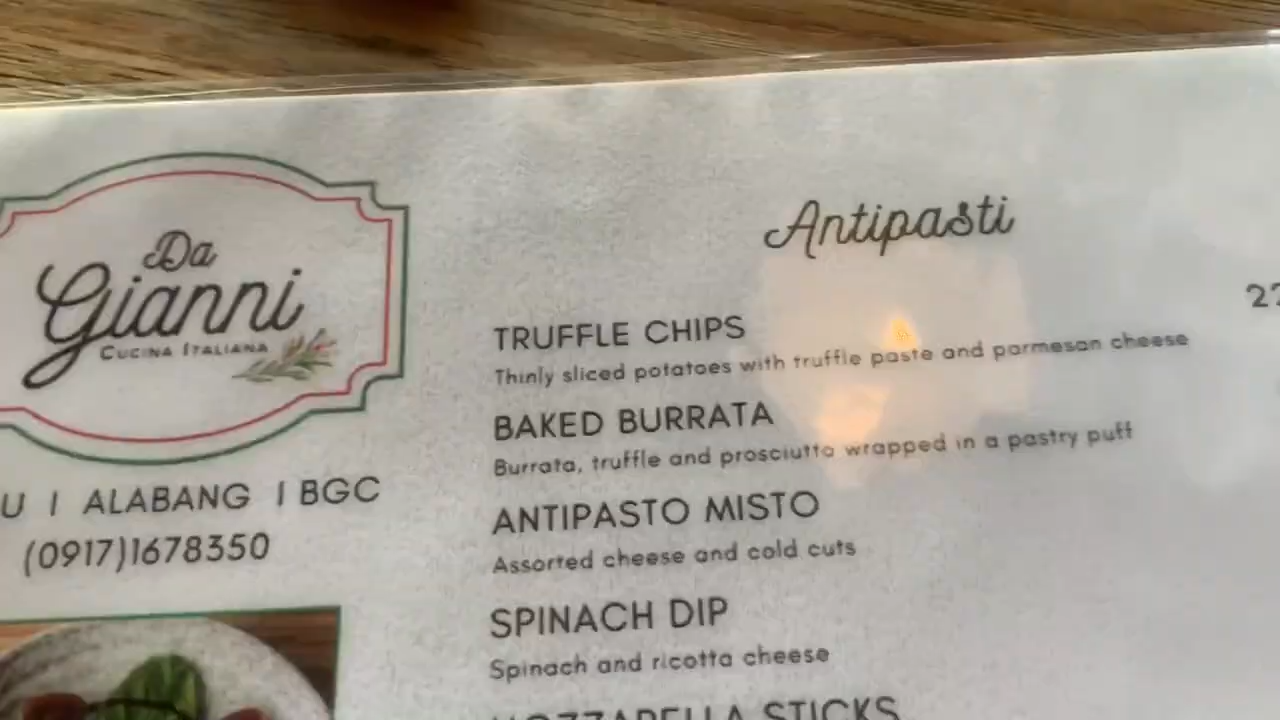 Da
Gianni
CUCINA ITALIANA
U | ALABANG | BGC
(0917)1678350
Antipasti
TRUFFLE CHIPS
Thinly sliced potatoes with truffle paste and parmesan cheese
BAKED BURRATA
Burrata, truffle and prosciutto wrapped in a pastry puff
ANTIPASTO MISTO
Assorted cheese and cold cuts
SPINACH DIP
Spinach and ricotta cheese
MOZZARELLA STICKS